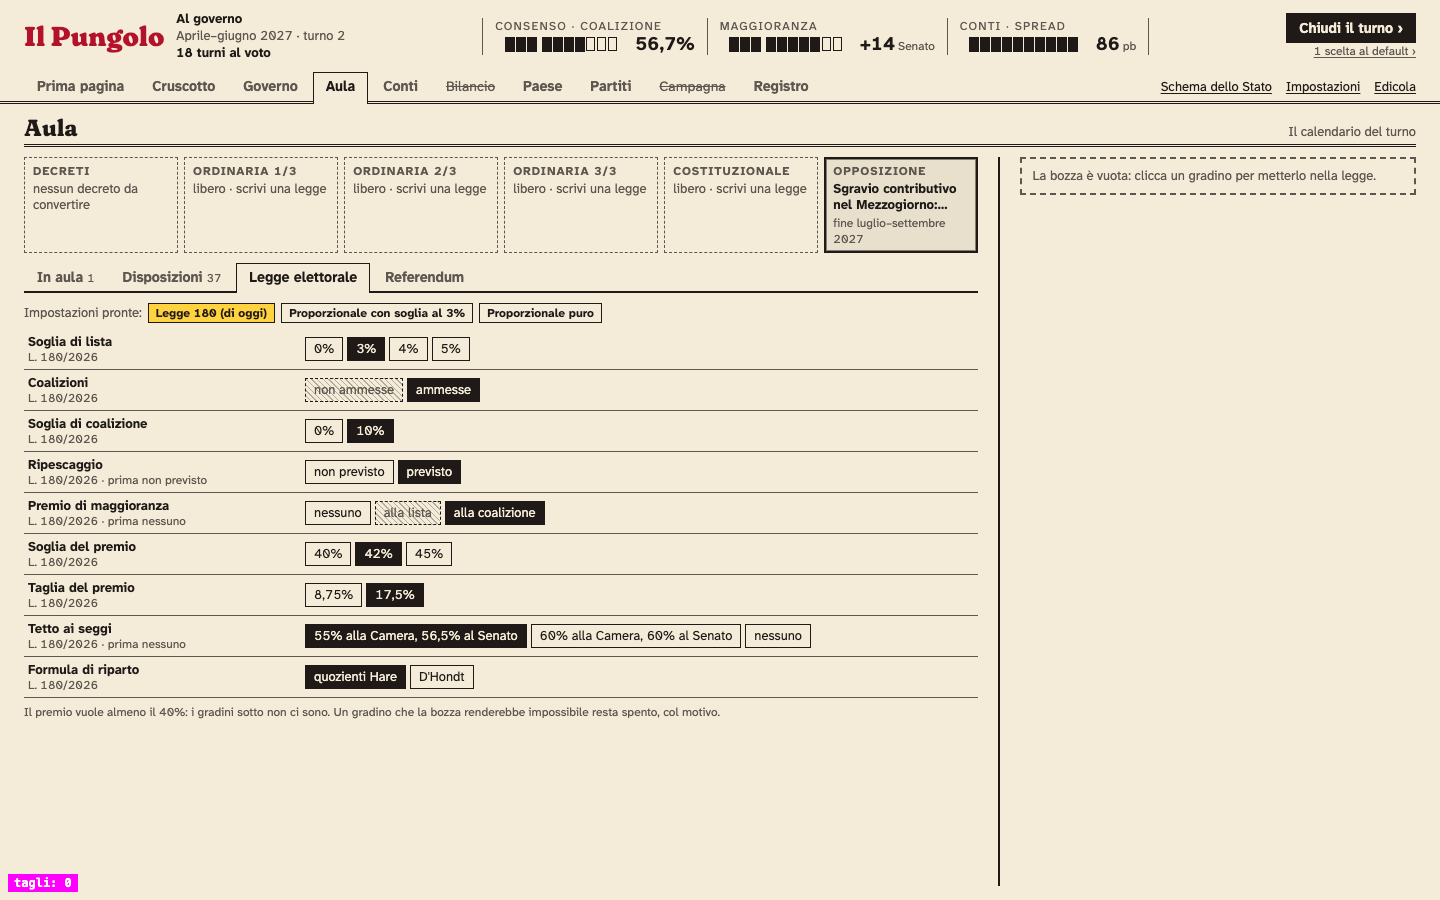 Il Pungolo
Al governo
Aprile–giugno 2027 · turno 2
18 turni al voto
CONSENSO · COALIZIONE
56,7%
MAGGIORANZA
+14 Senato
CONTI · SPREAD
86 pb
Chiudi il turno ›
1 scelta al default ›
Prima pagina Cruscotto Governo Aula Conti Bilancio Paese Partiti Campagna Registro
Schema dello Stato Impostazioni Edicola
Aula
Il calendario del turno
DECRETI
nessun decreto da
convertire
ORDINARIA 1/3
libero · scrivi una legge
ORDINARIA 2/3
libero · scrivi una legge
ORDINARIA 3/3
libero · scrivi una legge
COSTITUZIONALE
libero · scrivi una legge
OPPOSIZIONE
Sgravio contributivo
nel Mezzogiorno:…
fine luglio–settembre
2027
La bozza è vuota: clicca un gradino per metterlo nella legge.
In aula 1 Disposizioni 37 Legge elettorale Referendum
Impostazioni pronte: Legge 180 (di oggi) Proporzionale con soglia al 3% Proporzionale puro
Soglia di lista
L. 180/2026
0% 3% 4% 5%
Coalizioni
L. 180/2026
non ammesse ammesse
Soglia di coalizione
L. 180/2026
0% 10%
Ripescaggio
L. 180/2026 · prima non previsto
non previsto previsto
Premio di maggioranza
L. 180/2026 · prima nessuno
nessuno alla lista alla coalizione
Soglia del premio
L. 180/2026
40% 42% 45%
Taglia del premio
L. 180/2026
8,75% 17,5%
Tetto ai seggi
L. 180/2026 · prima nessuno
55% alla Camera, 56,5% al Senato 60% alla Camera, 60% al Senato nessuno
Formula di riparto
L. 180/2026
quozienti Hare D'Hondt
Il premio vuole almeno il 40%: i gradini sotto non ci sono. Un gradino che la bozza renderebbe impossibile resta spento, col motivo.
tagli: 0